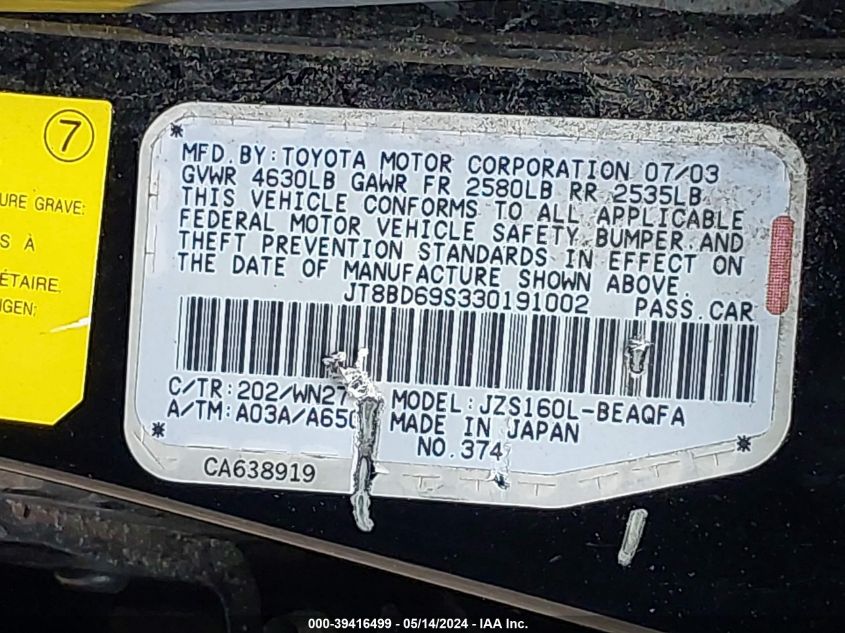 7
URE GRAVE:
S À
ÉTAIRE.
IGEN;
MFD. BY: TOYOTA MOTOR CORPORATION 07/03
GVWR 4630LB GAWR FR 2580LB RR 2535LB
THIS VEHICLE CONFORMS TO ALL APPLICABLE
FEDERAL MOTOR VEHICLE SAFETY, BUMPER, AND
THEFT PREVENTION STANDARDS IN EFFECT ON
THE DATE OF MANUFACTURE SHOWN ABOVE.
JT8BD69S330191002 PASS. CAR
C/TR: 202/WN27 MODEL: JZS160L-BEAQFA
A/TM: A03A/A650 MADE IN JAPAN
NO. 374
CA638919
000-39416499 - 05/14/2024 - IAA Inc.